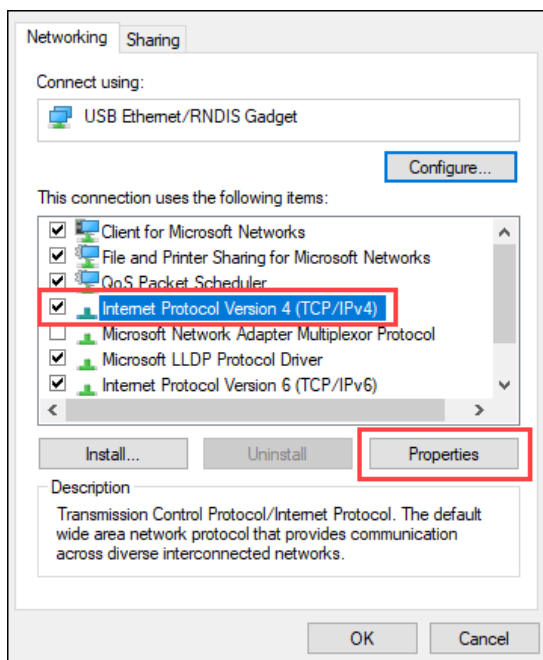 Networking Sharing
Connect using:
USB Ethernet/RNDIS Gadget
Configure...
This connection uses the following items:
Client for Microsoft Networks
File and Printer Sharing for Microsoft Networks
QoS Packet Scheduler
Internet Protocol Version 4 (TCP/IPv4)
Microsoft Network Adapter Multiplexor Protocol
Microsoft LLDP Protocol Driver
Internet Protocol Version 6 (TCP/IPv6)
Install... Uninstall Properties
Description
Transmission Control Protocol/Internet Protocol. The default
wide area network protocol that provides communication
across diverse interconnected networks.
OK Cancel